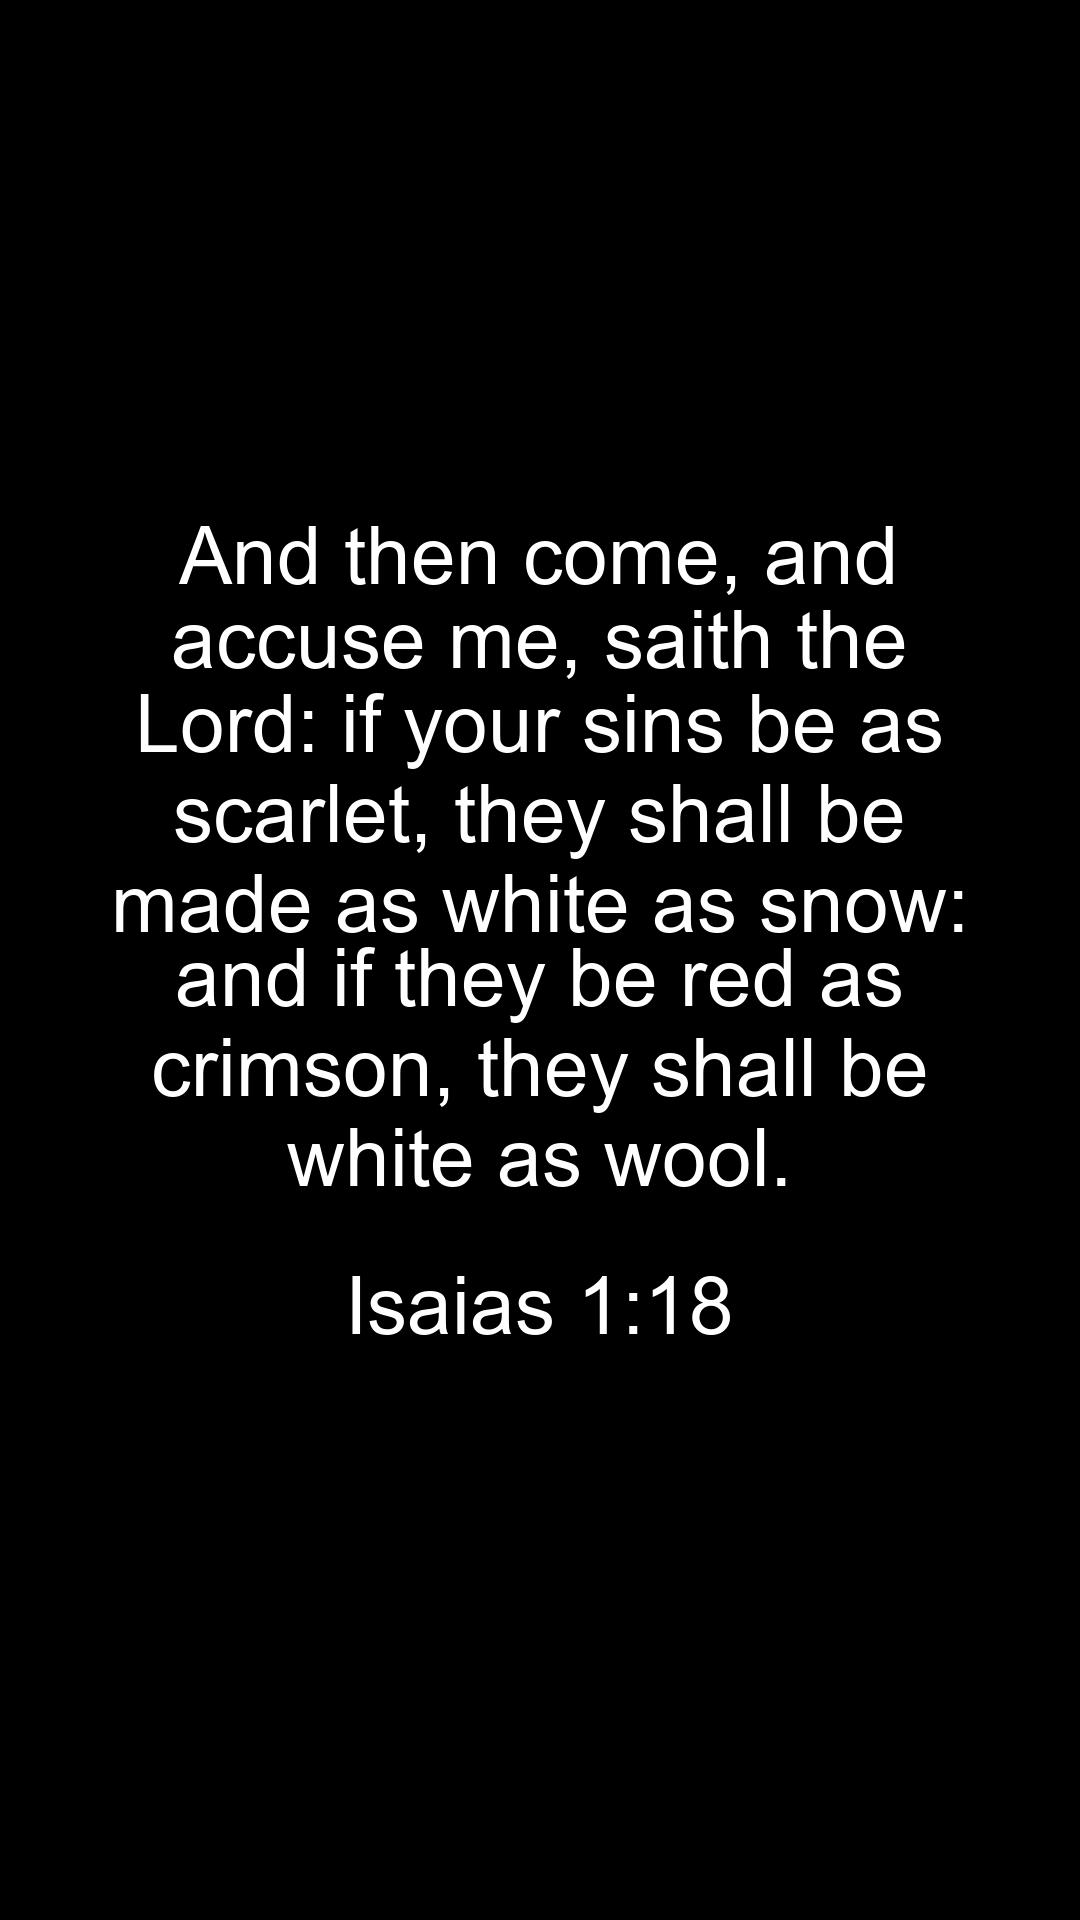 And then come, and
accuse me, saith the
Lord: if your sins be as
scarlet, they shall be
made as white as snow:
and if they be red as
crimson, they shall be
white as wool.
Isaias 1:18